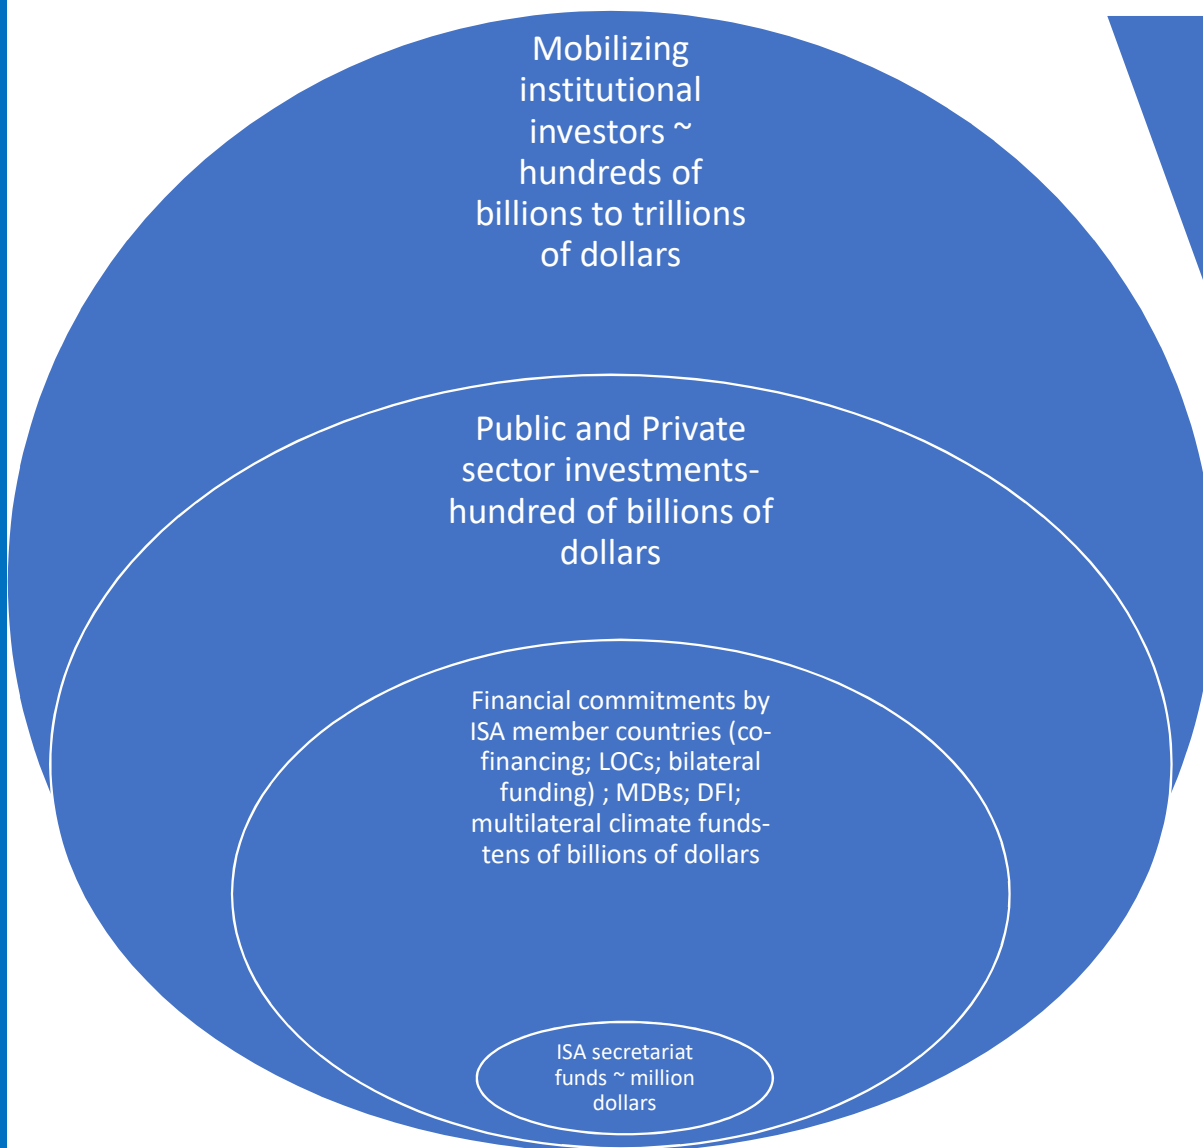 Mobilizing
institutional
investors ~
hundreds of
billions to trillions
of dollars
Public and Private
sector investments-
hundred of billions of
dollars
Financial commitments by
ISA member countries (co-
financing; LOCs; bilateral
funding) ; MDBs; DFI;
multilateral climate funds-
tens of billions of dollars
ISA secretariat
funds ~ million
dollars